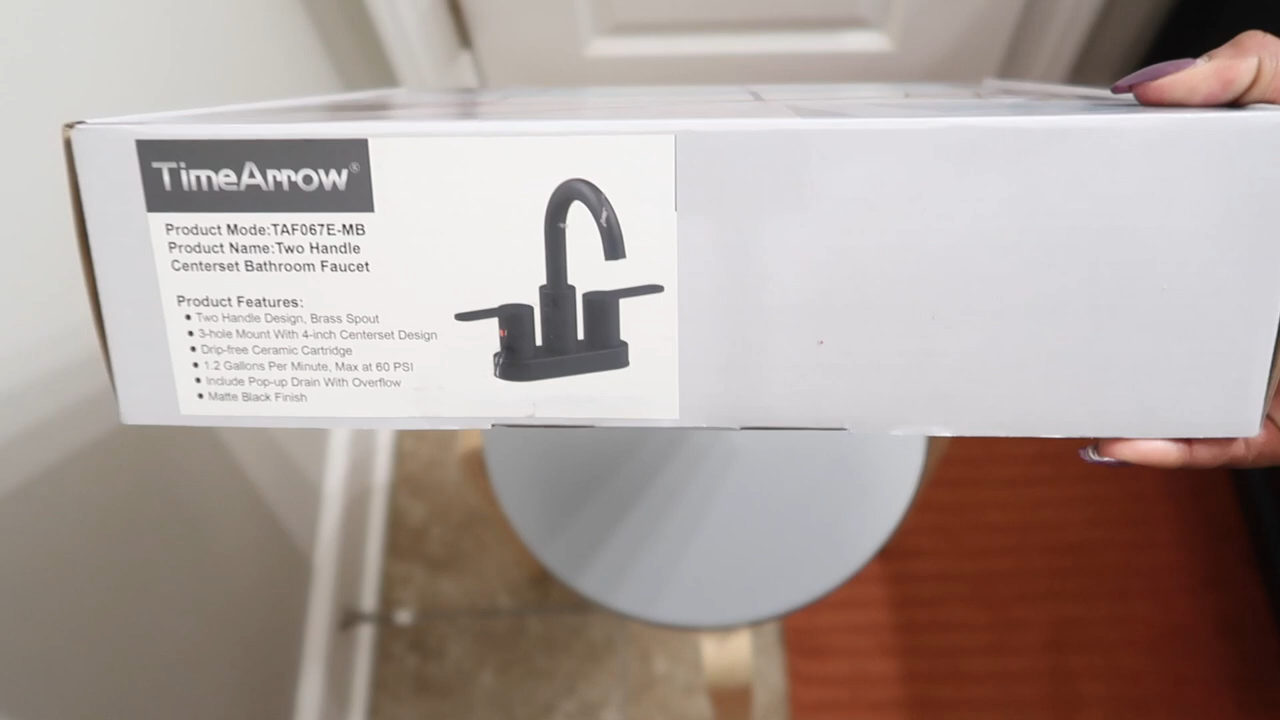 TimeArrow®
Product Mode:TAF067E-MB
Product Name:Two Handle
Centerset Bathroom Faucet
Product Features:
• Two Handle Design, Brass Spout
• 3-hole Mount With 4-inch Centerset Design
• Drip-free Ceramic Cartridge
• 1.2 Gallons Per Minute, Max at 60 PSI
• Include Pop-up Drain With Overflow
• Matte Black Finish